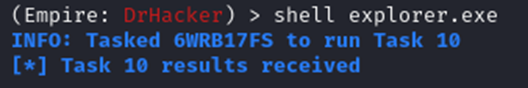 (Empire: DrHacker) > shell explorer.exe
INFO: Tasked 6WRB17FS to run Task 10
[*] Task 10 results received